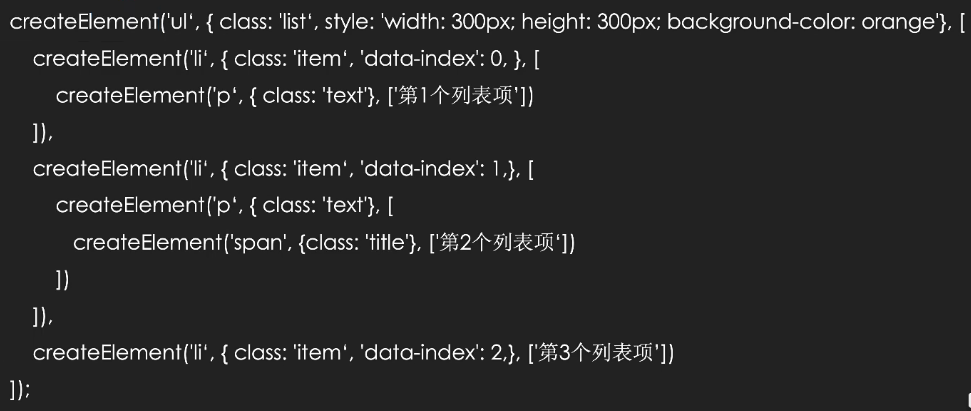 createElement('ul‘, { class: 'list‘, style: 'width: 300px; height: 300px; background-color: orange'}, [
createElement('li‘, { class: 'item‘, 'data-index': 0, }, [
createElement('p‘, { class: 'text'}, ['第1个列表项’])
]),
createElement('li‘, { class: 'item‘, 'data-index': 1,}, [
createElement('p‘, { class: 'text'}, [
createElement('span', {class: 'title'}, ['第2个列表项‘])
])
]),
createElement('li‘, { class: 'item‘, 'data-index': 2,}, ['第3个列表项’])
]);